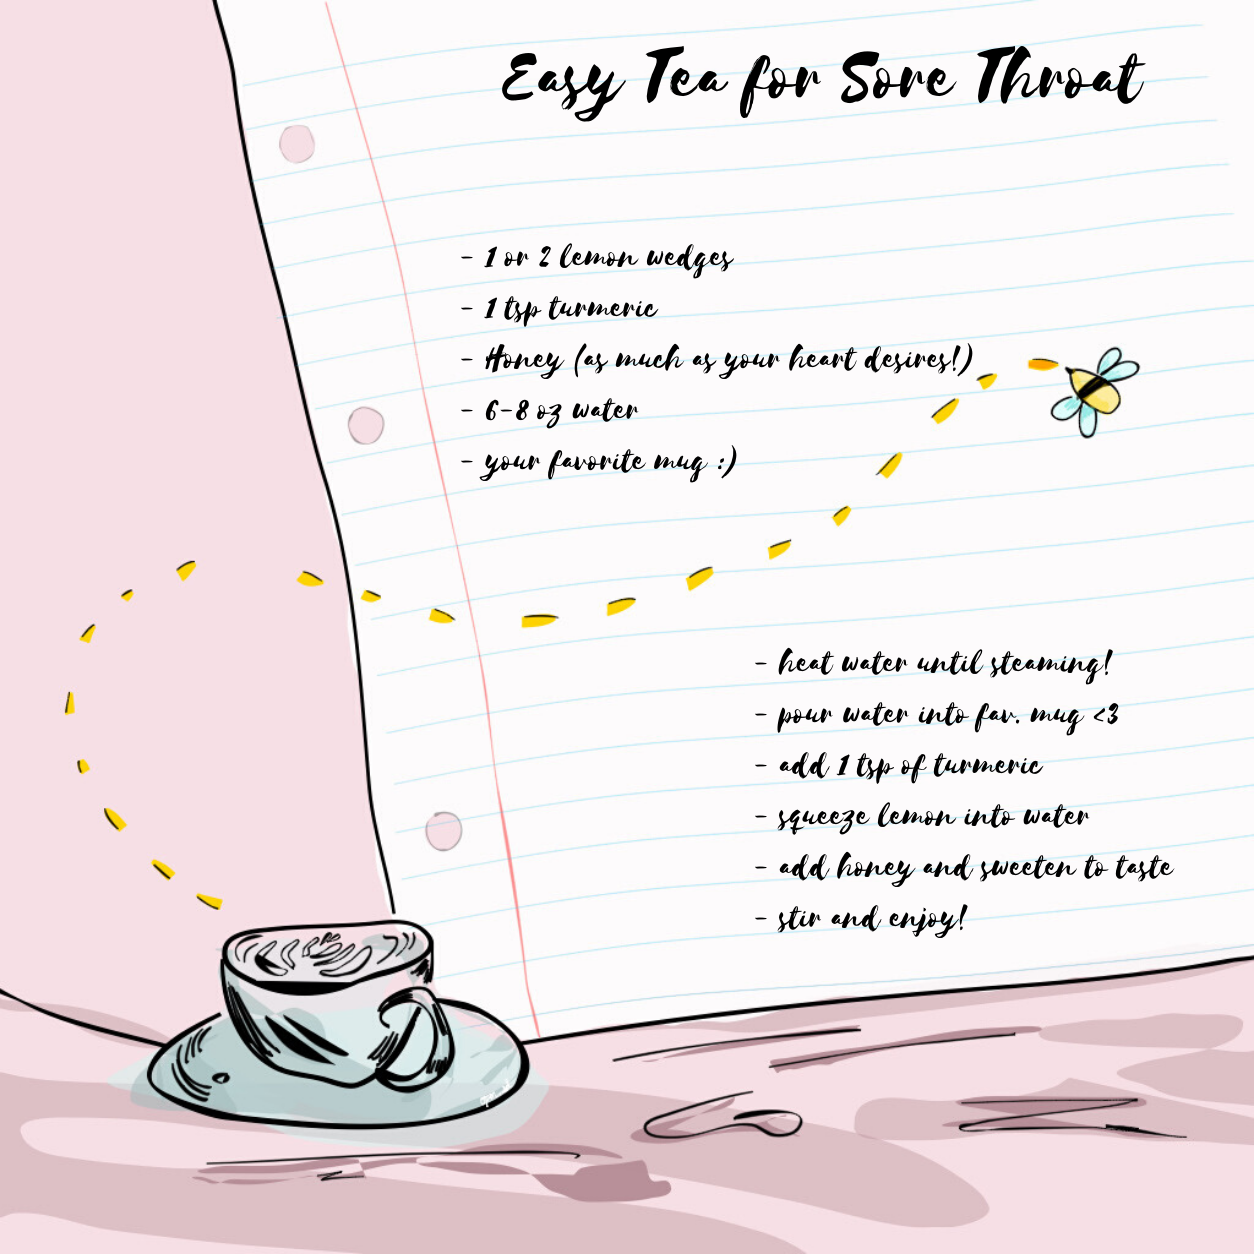 Easy Tea for Sore Throat
- 1 or 2 lemon wedges
- 1 tsp turmeric
- Honey (as much as your heart desires!)
- 6-8 oz water
- your favorite mug :)
- heat water until steaming!
- pour water into fav. mug <3
- add 1 tsp of turmeric
- squeeze lemon into water
- add honey and sweeten to taste
- stir and enjoy!